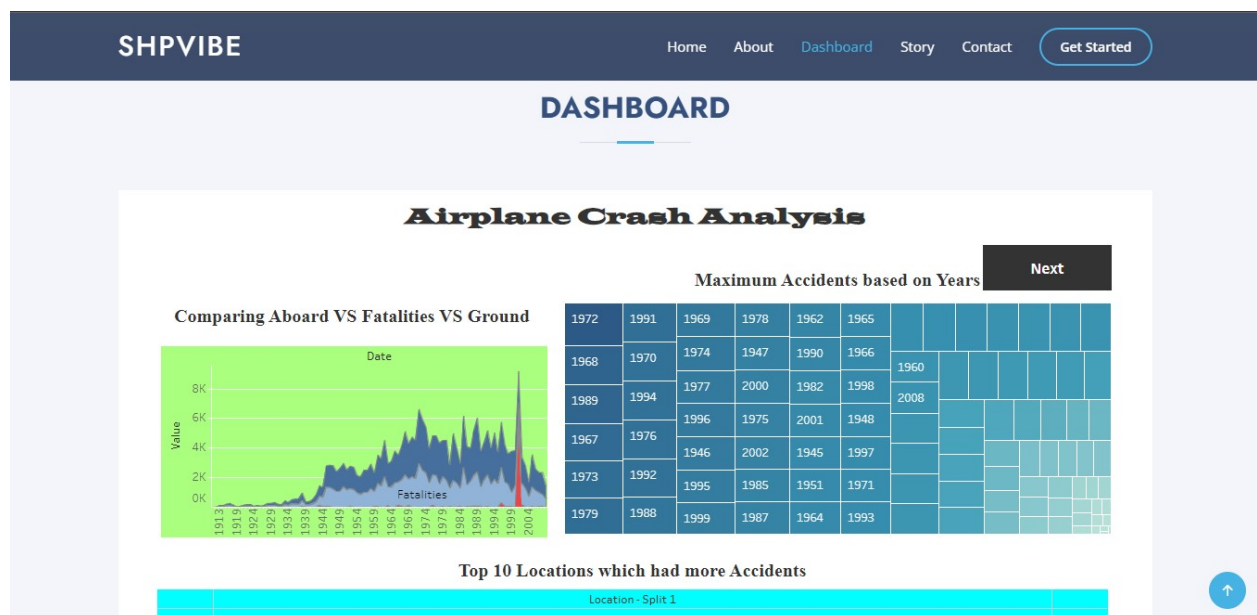 SHPVIBE
Home About Dashboard Story Contact Get Started
DASHBOARD
Airplane Crash Analysis
Next
Maximum Accidents based on Years
Comparing Aboard VS Fatalities VS Ground
Date
Value
8K
6K
4K
2K
0K
Fatalities
1913 1919 1924 1929 1934 1939 1944 1949 1954 1959 1964 1969 1974 1979 1984 1989 1994 1999 2004
1972 1991 1969 1978 1962 1965
1968 1970 1974 1947 1990 1966 1960
1989 1994 1977 2000 1982 1998 2008
1967 1976 1996 1975 2001 1948
1973 1992 1946 2002 1945 1997
1979 1988 1995 1985 1951 1971
1999 1987 1964 1993
Top 10 Locations which had more Accidents
Location - Split 1